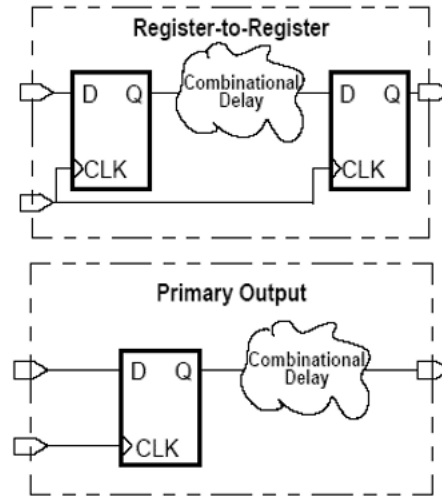 Register-to-Register
D Q Combinational Delay D Q
CLK CLK
Primary Output
D Q Combinational Delay
CLK